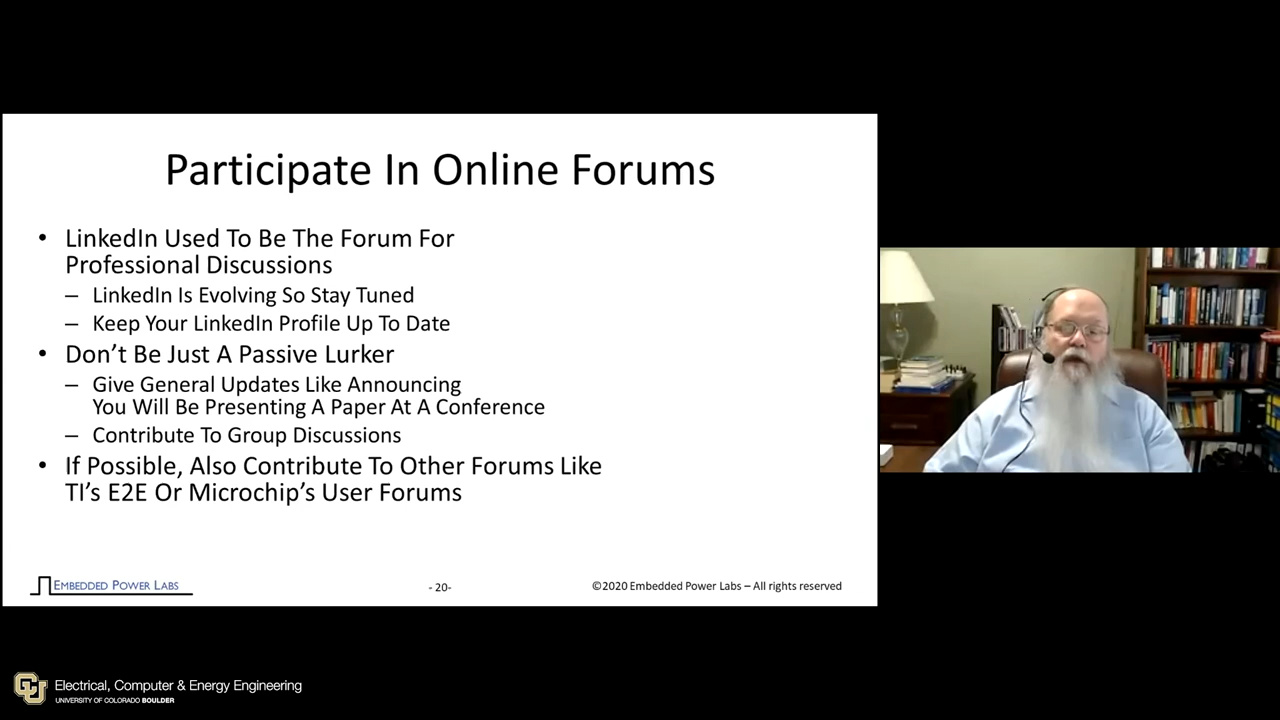 Participate In Online Forums
• LinkedIn Used To Be The Forum For
Professional Discussions
– LinkedIn Is Evolving So Stay Tuned
– Keep Your LinkedIn Profile Up To Date
• Don’t Be Just A Passive Lurker
– Give General Updates Like Announcing
You Will Be Presenting A Paper At A Conference
– Contribute To Group Discussions
• If Possible, Also Contribute To Other Forums Like
TI’s E2E Or Microchip’s User Forums
EMBEDDED POWER LABS
- 20-
©2020 Embedded Power Labs – All rights reserved
CU
Electrical, Computer & Energy Engineering
UNIVERSITY OF COLORADO BOULDER